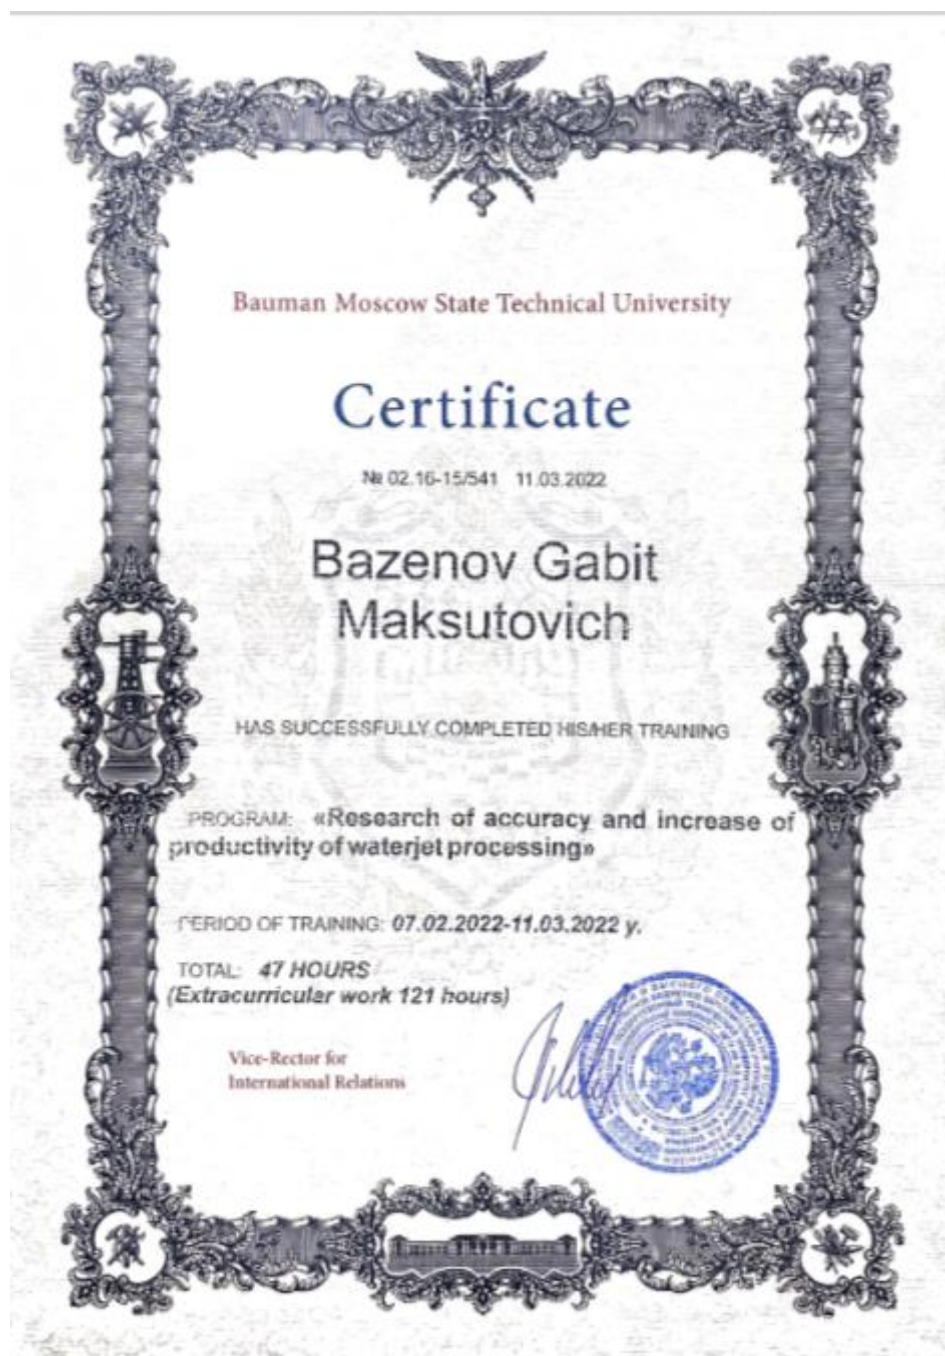 Bauman Moscow State Technical University
Certificate
№ 02.16-15/541 11.03.2022
Bazenov Gabit
Maksutovich
HAS SUCCESSFULLY COMPLETED HIS/HER TRAINING
PROGRAM: «Research of accuracy and increase of
productivity of waterjet processing»
PERIOD OF TRAINING: 07.02.2022-11.03.2022 y.
TOTAL: 47 HOURS
(Extracurricular work 121 hours)
Vice-Rector for
International Relations